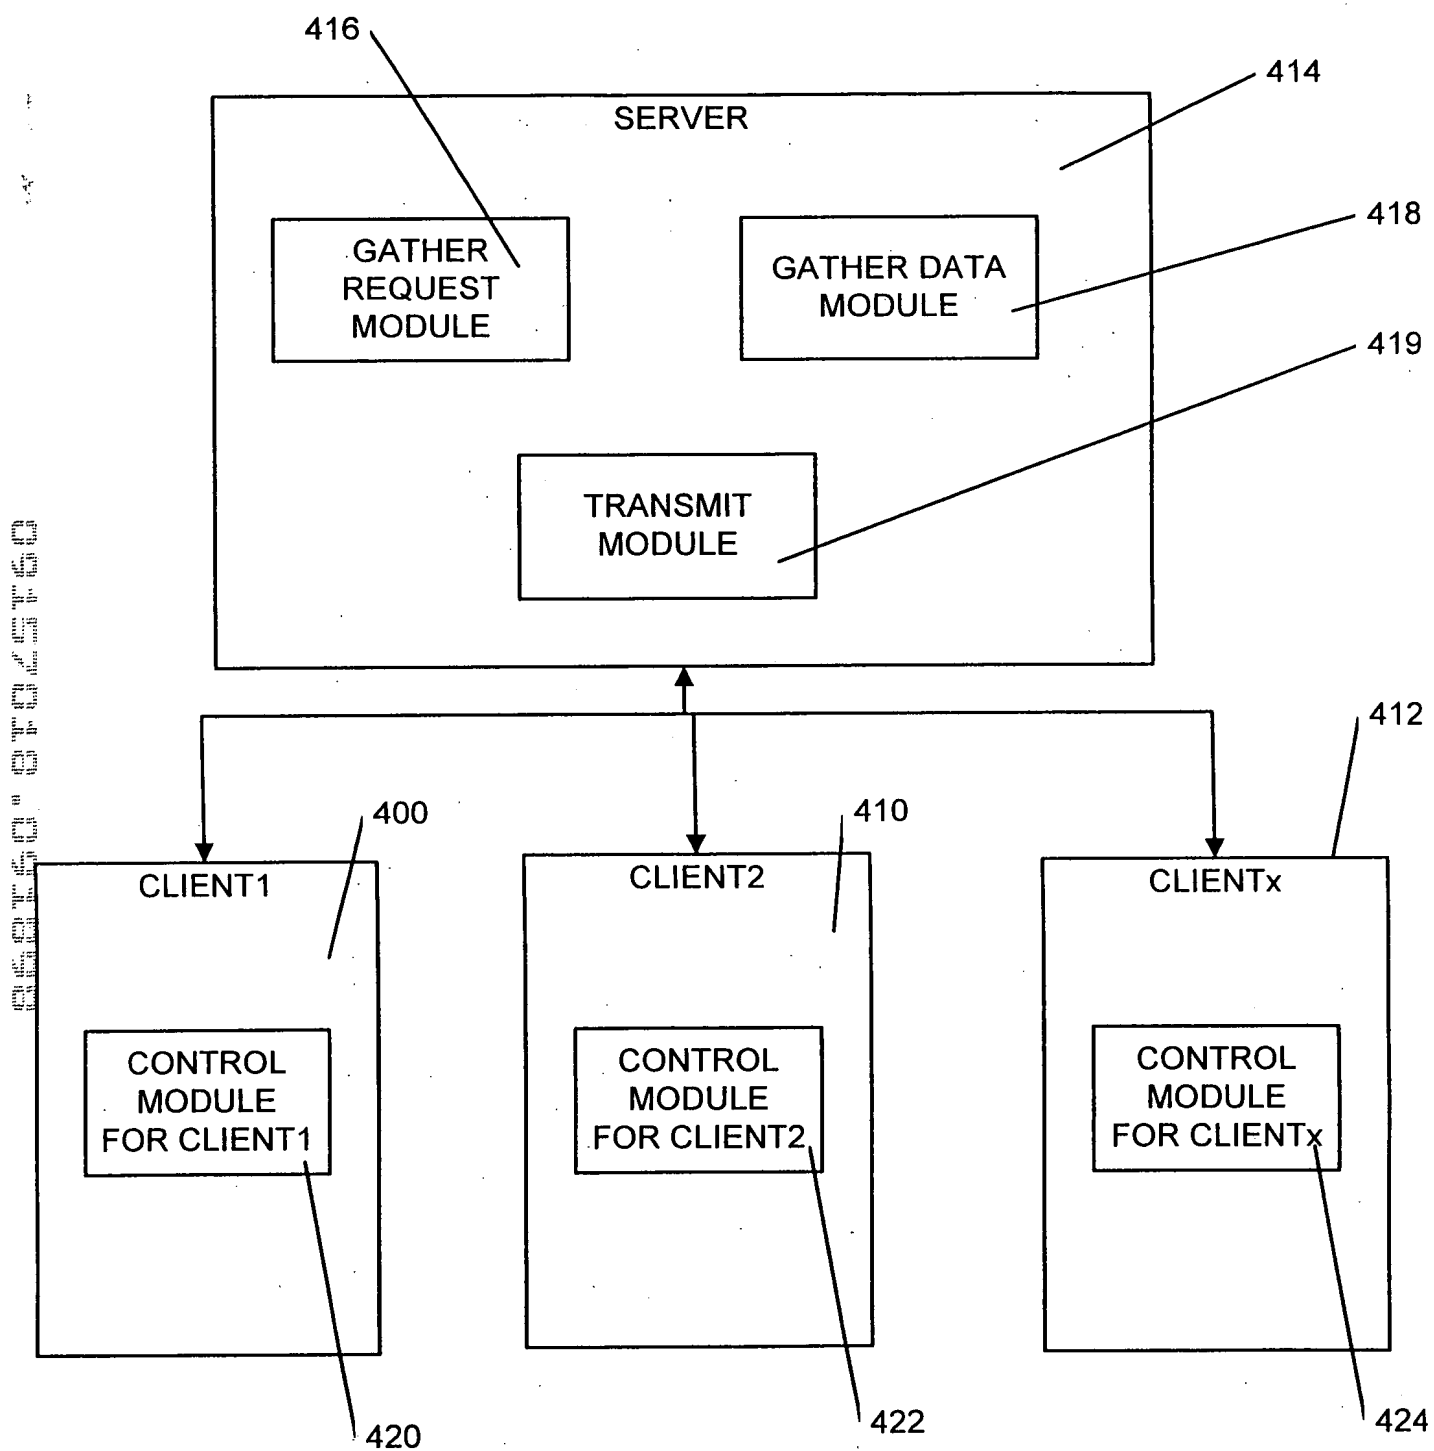 416
414
SERVER
418
GATHER
REQUEST
MODULE
GATHER DATA
MODULE
419
TRANSMIT
MODULE
412
400
410
CLIENT1
CLIENT2
CLIENTx
CONTROL
MODULE
FOR CLIENT1
CONTROL
MODULE
FOR CLIENT2
CONTROL
MODULE
FOR CLIENTx
420
422
424